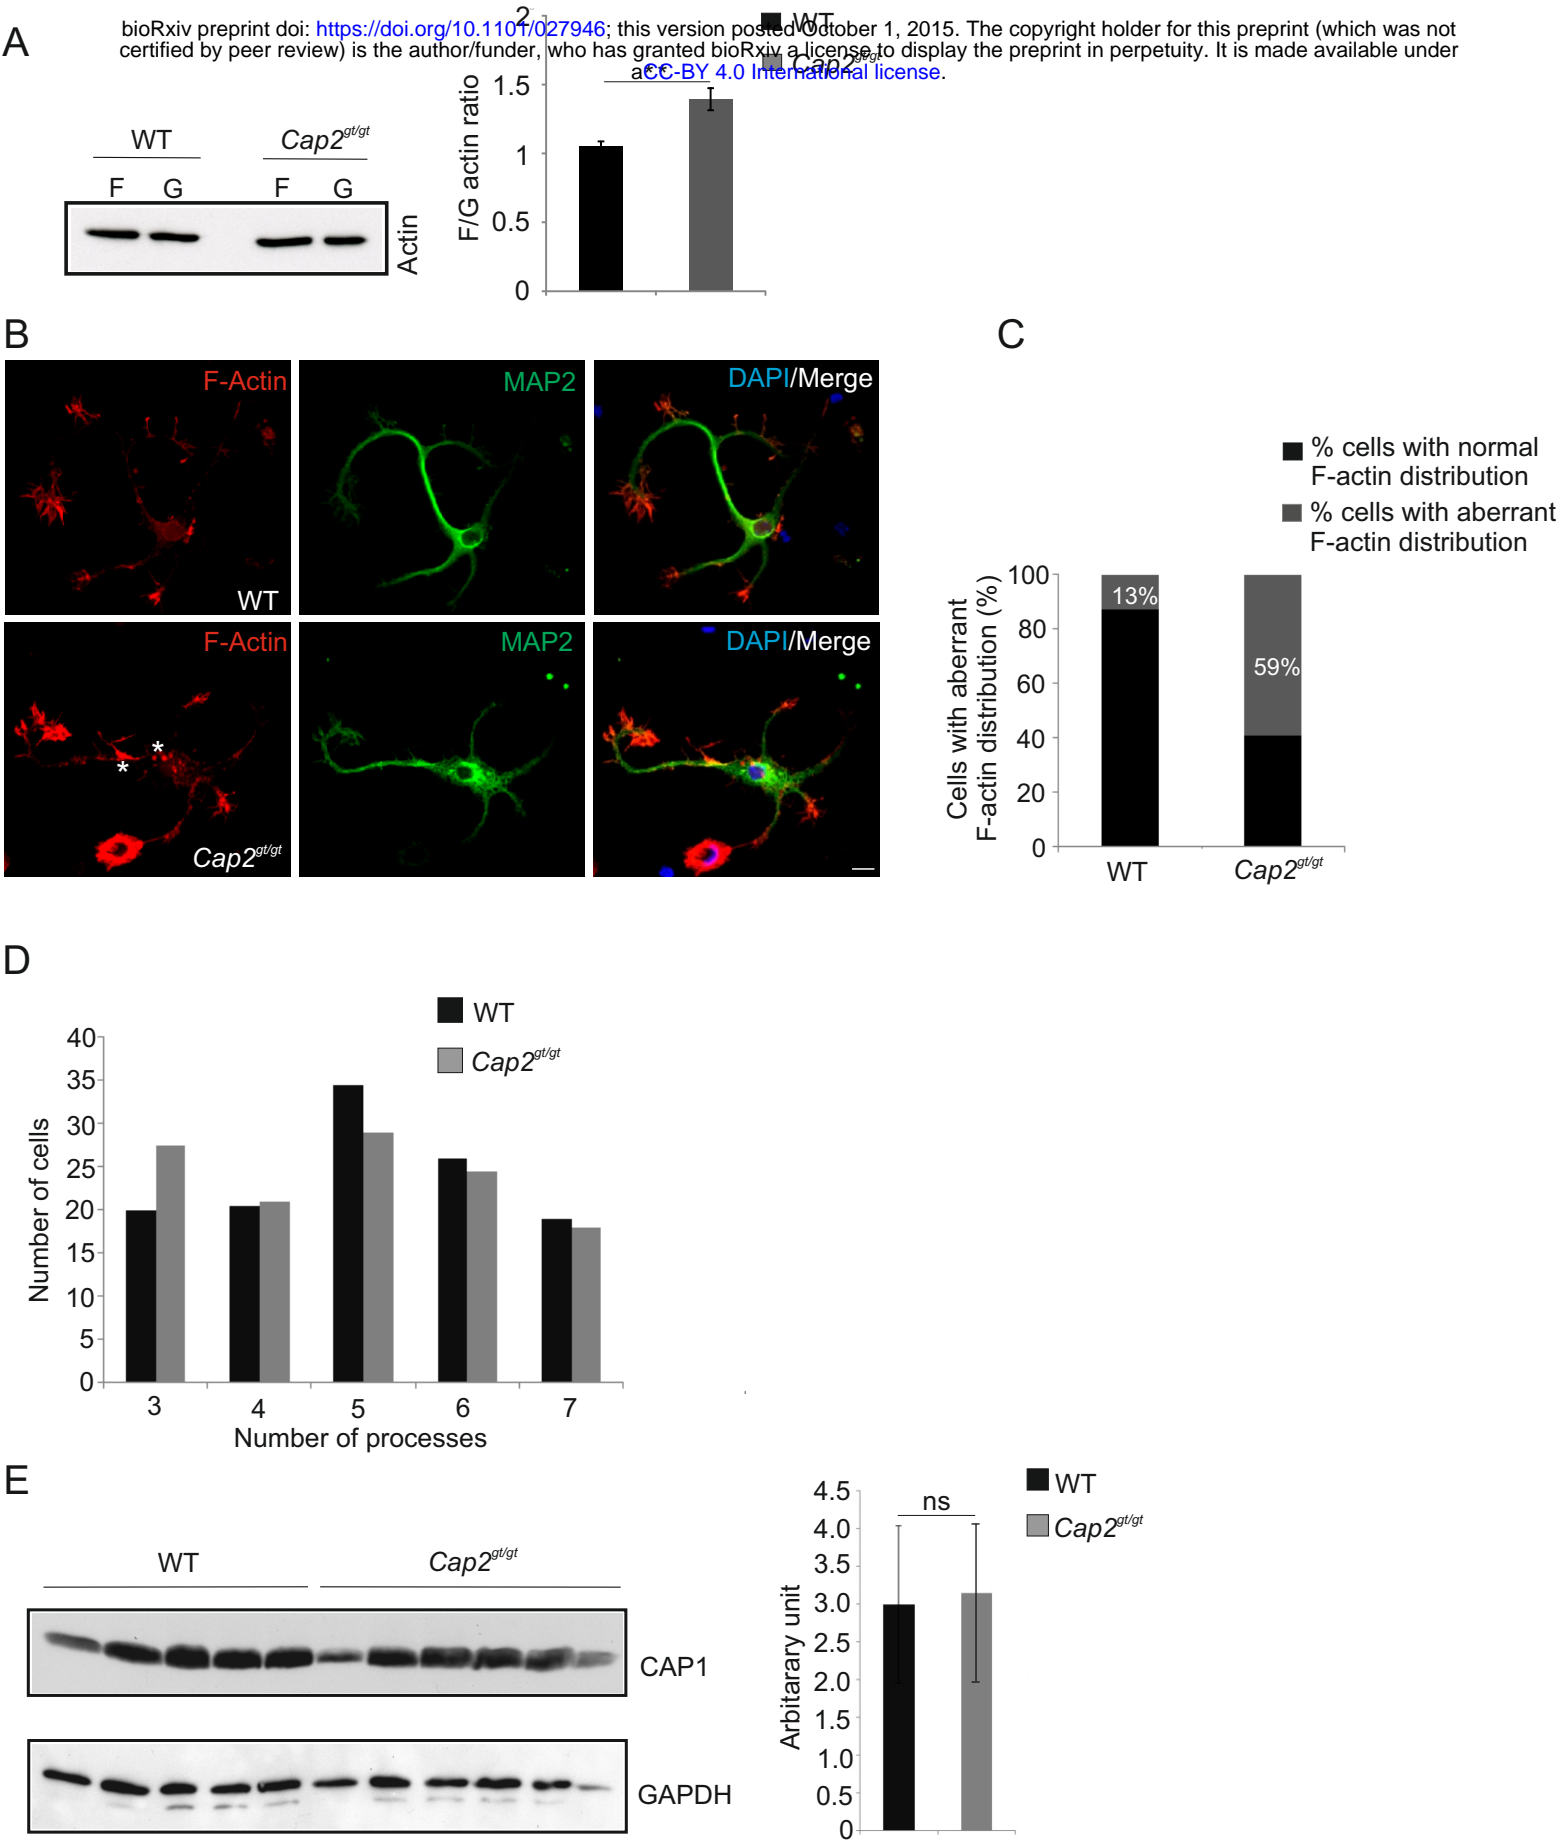 bioRxiv preprint doi: https://doi.org/10.1101/027946; this version posted October 1, 2015. The copyright holder for this preprint (which was not
certified by peer review) is the author/funder, who has granted bioRxiv a license to display the preprint in perpetuity. It is made available under
aCC-BY 4.0 International license.
A
WT
Cap2gt/gt
F G F G
Actin
F/G actin ratio
2
1.5
1
0.5
0
**
WT
Cap2gt/gt
B
F-Actin
WT
MAP2
DAPI/Merge
F-Actin
*
*
Cap2gt/gt
MAP2
DAPI/Merge
C
% cells with normal
F-actin distribution
% cells with aberrant
F-actin distribution
Cells with aberrant
F-actin distribution (%)
100
80
60
40
20
0
13%
59%
WT
Cap2gt/gt
D
WT
Cap2gt/gt
Number of cells
40
35
30
25
20
15
10
5
0
3 4 5 6 7
Number of processes
E
WT
Cap2gt/gt
CAP1
GAPDH
Arbitarary unit
4.5
4.0
3.5
3.0
2.5
2.0
1.5
1.0
0.5
0
ns
WT
Cap2gt/gt